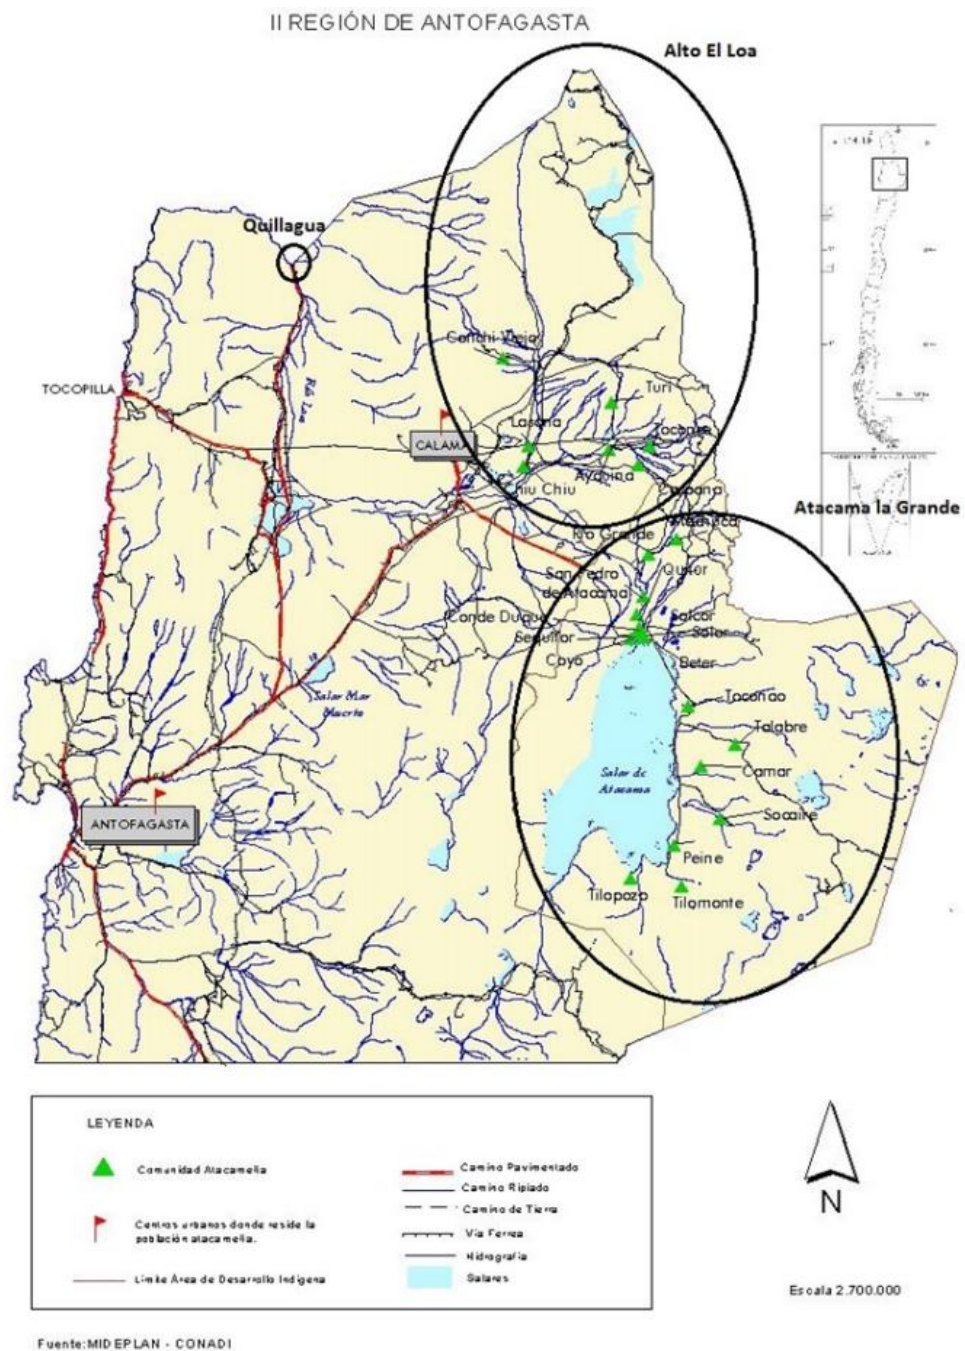 II REGIÓN DE ANTOFAGASTA
Alto El Loa
Quillagua
Conchi Viejo
TOCOPILLA
Río Loa
Turi
Lasana
Toconce
CALAMA
Ayquina
Chiu Chiu
Caspana
Atacama la Grande
Machuca
Río Grande
San Pedro
de Atacama
Quitor
Conde Duque
Solcor
Sequitor
Solor
Coyo
Beter
Salar Mar
Muerto
Toconao
Talabre
Salar de
Atacama
Camar
Socaire
ANTOFAGASTA
Peine
Tilopozo
Tilomonte
LEYENDA
Comunidad Atacameña
Centros urbanos donde reside la
población atacameña.
Límite Área de Desarrollo Indígena
Camino Pavimentado
Camino Ripiado
Camino de Tierra
Vía Ferrea
Hidrografía
Salares
N
Escala 2.700.000
Fuente:MIDEPLAN - CONADI